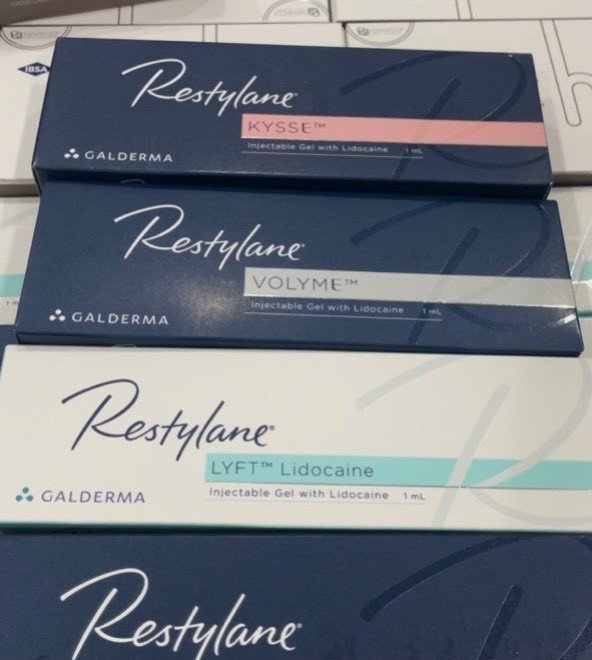 IBSA
Restylane
KYSSE™
Injectable Gel with Lidocaine 1 mL
GALDERMA
Restylane
VOLYME™
Injectable Gel with Lidocaine 1 mL
GALDERMA
1 m
Restylane®
LYFT™ Lidocaine
Injectable Gel with Lidocaine 1 mL
GALDERMA
Restylane